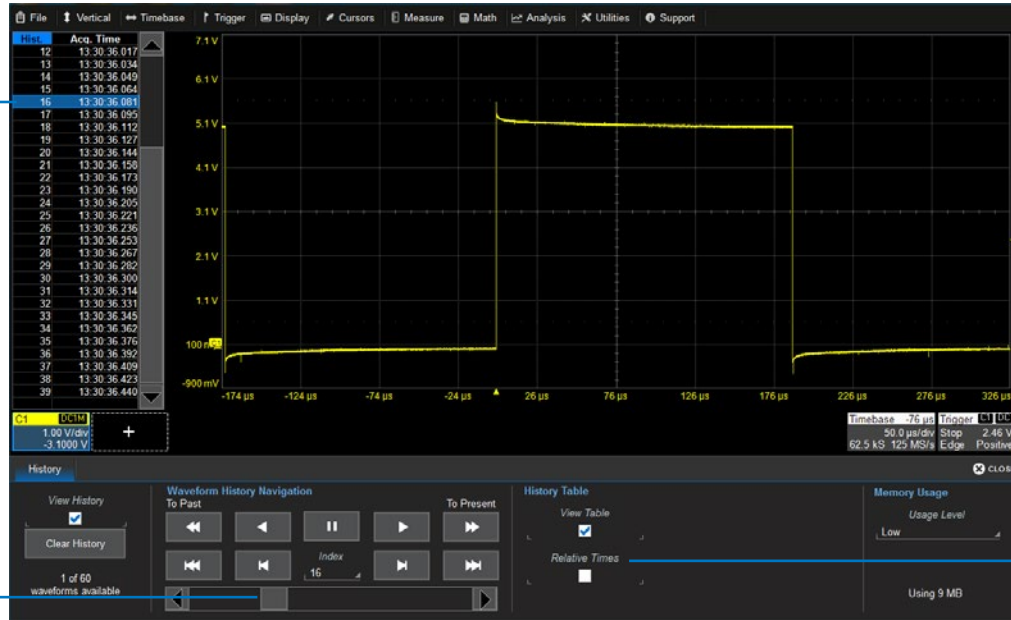 File Vertical Timebase Trigger Display Cursors Measure Math Analysis Utilities Support
Hist. Acq. Time
12 13:30:36.017
13 13:30:36.034
14 13:30:36.049
15 13:30:36.064
16 13:30:36.081
17 13:30:36.095
18 13:30:36.112
19 13:30:36.127
20 13:30:36.144
21 13:30:36.158
22 13:30:36.173
23 13:30:36.190
24 13:30:36.205
25 13:30:36.221
26 13:30:36.236
27 13:30:36.253
28 13:30:36.267
29 13:30:36.282
30 13:30:36.300
31 13:30:36.314
32 13:30:36.331
33 13:30:36.345
34 13:30:36.362
35 13:30:36.376
36 13:30:36.392
37 13:30:36.409
38 13:30:36.423
39 13:30:36.440
7.1 V
6.1 V
5.1 V
4.1 V
3.1 V
2.1 V
1.1 V
100 m
C1
-900 mV
-174 µs -124 µs -74 µs -24 µs 26 µs 76 µs 126 µs 176 µs 226 µs 276 µs 326 µs
C1 DC1M
1.00 V/div
-3.1000 V
+
Timebase -76 µs
50.0 µs/div
62.5 kS 125 MS/s
Trigger C1 DC
Stop 2.46 V
Edge Positive
History
CLOS
View History
Clear History
1 of 60
waveforms available
Waveform History Navigation
To Past To Present
Index
16
History Table
View Table
Relative Times
Memory Usage
Usage Level
Low
Using 9 MB